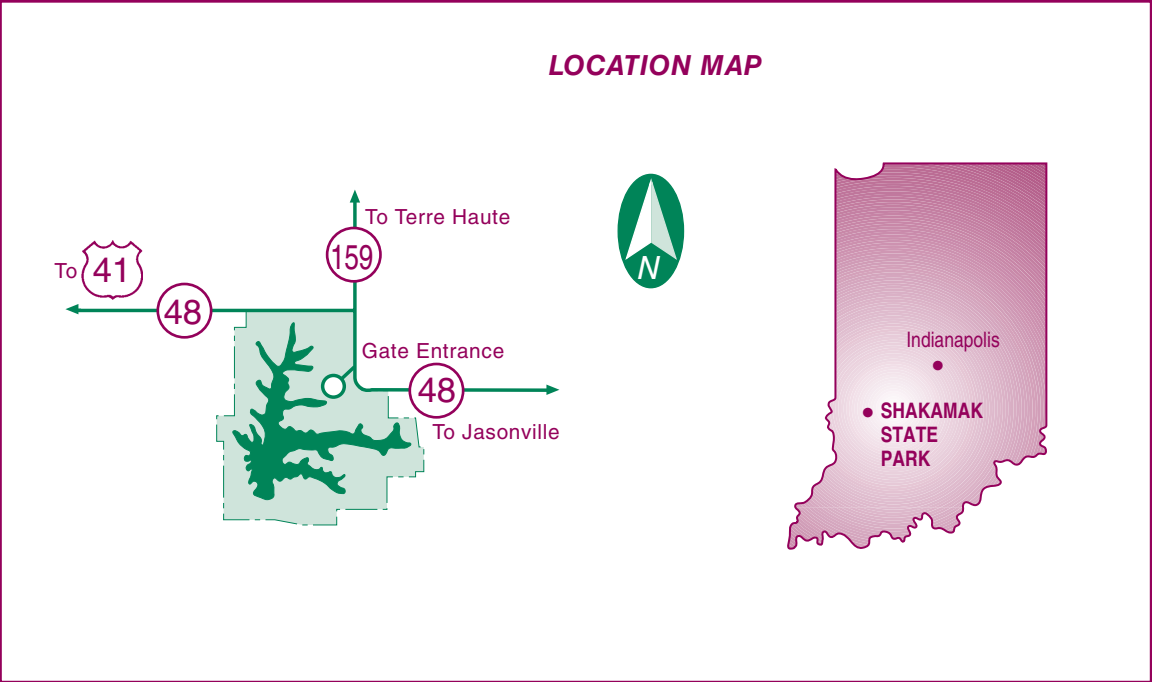 LOCATION MAP
To Terre Haute
159
To 41
48
N
Gate Entrance
48
To Jasonville
Indianapolis
SHAKAMAK
STATE
PARK